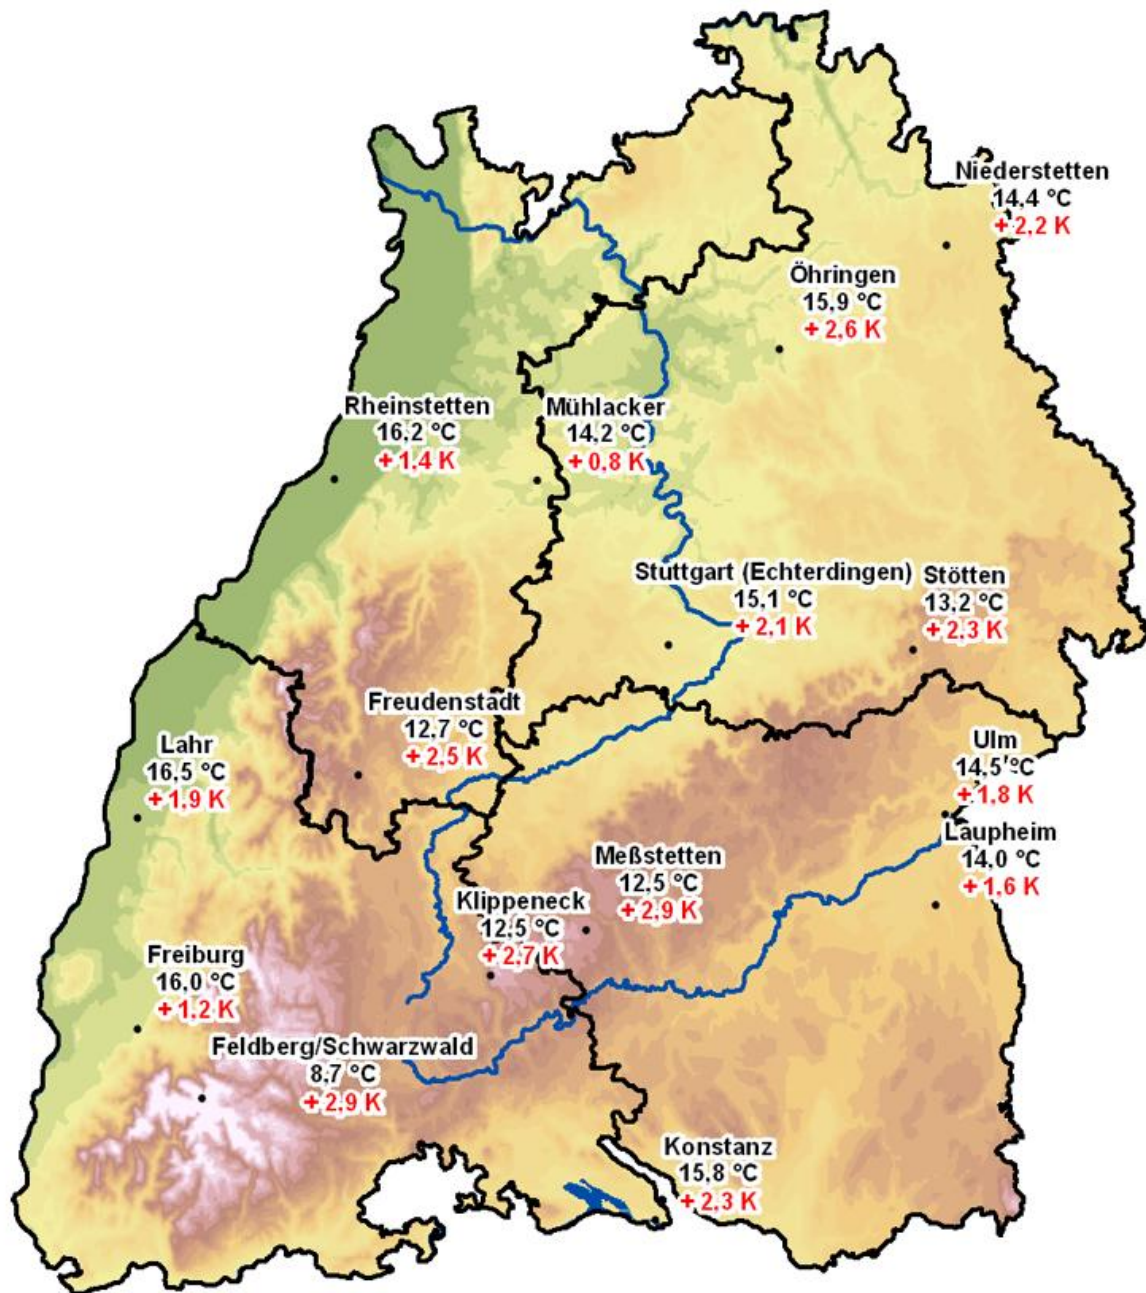 Niederstetten
14,4 °C
+ 2,2 K
Öhringen
15,9 °C
+ 2,6 K
Rheinstetten
16,2 °C
+ 1,4 K
Mühlacker
14,2 °C
+ 0,8 K
Stuttgart (Echterdingen)
15,1 °C
+ 2,1 K
Stötten
13,2 °C
+ 2,3 K
Freudenstadt
12,7 °C
+ 2,5 K
Lahr
16,5 °C
+ 1,9 K
Ulm
14,5 °C
+ 1,8 K
Laupheim
14,0 °C
+ 1,6 K
Meßstetten
12,5 °C
+ 2,9 K
Klippeneck
12,5 °C
+ 2,7 K
Freiburg
16,0 °C
+ 1,2 K
Feldberg/Schwarzwald
8,7 °C
+ 2,9 K
Konstanz
15,8 °C
+ 2,3 K